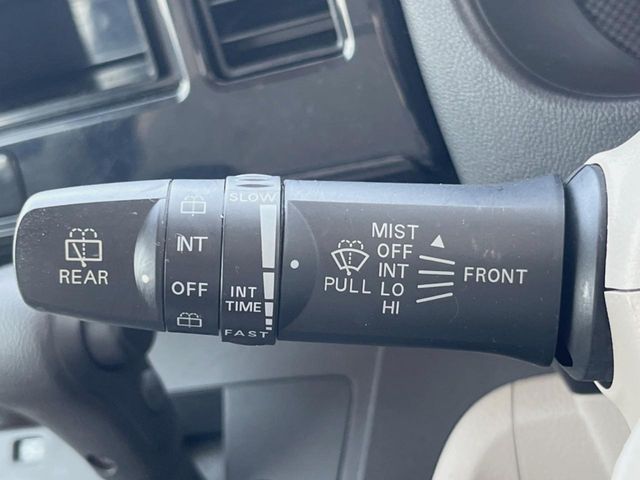 REAR
INT
OFF
SLOW
INT
TIME
FAST
PULL
MIST
OFF
INT
LO
HI
FRONT